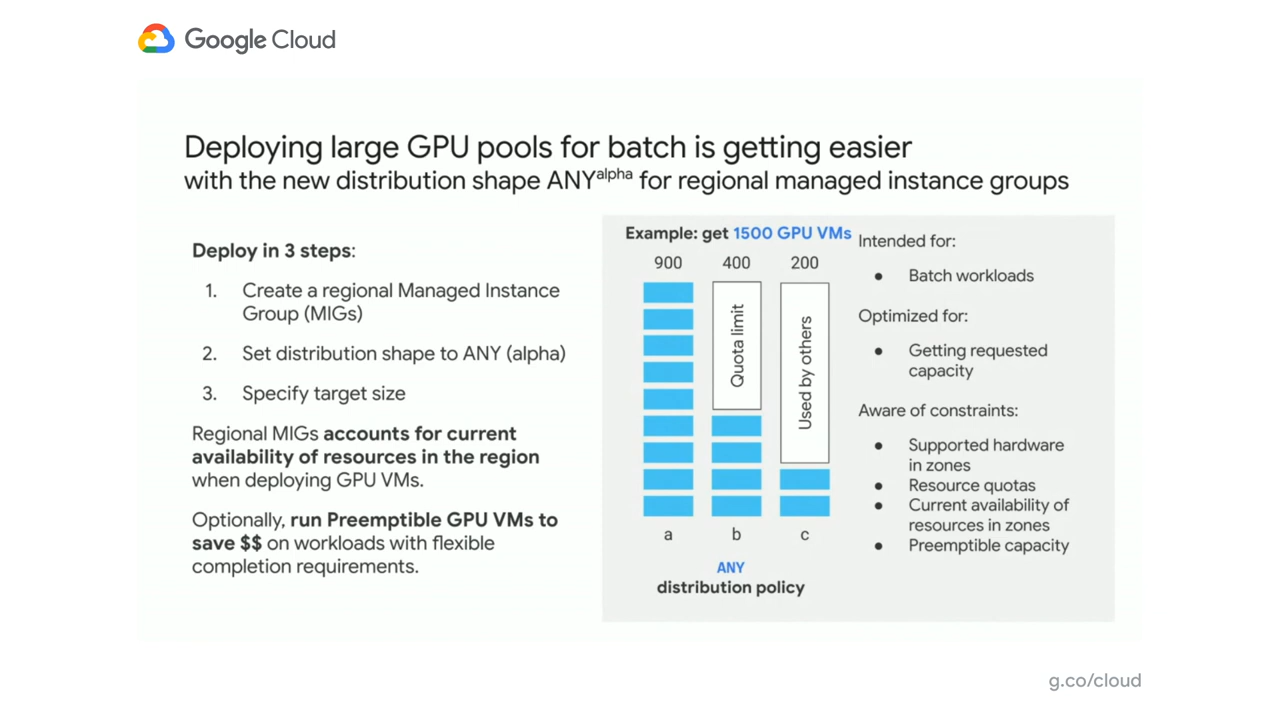 Google Cloud
Deploying large GPU pools for batch is getting easier
with the new distribution shape ANYalpha for regional managed instance groups
Deploy in 3 steps:
1. Create a regional Managed Instance
Group (MIGs)
2. Set distribution shape to ANY (alpha)
3. Specify target size
Regional MIGs accounts for current
availability of resources in the region
when deploying GPU VMs.
Optionally, run Preemptible GPU VMs to
save $$ on workloads with flexible
completion requirements.
Example: get 1500 GPU VMs
900 400 200
Quota limit
Used by others
a b c
ANY
distribution policy
Intended for:
● Batch workloads
Optimized for:
● Getting requested
capacity
Aware of constraints:
● Supported hardware
in zones
● Resource quotas
● Current availability of
resources in zones
● Preemptible capacity
g.co/cloud